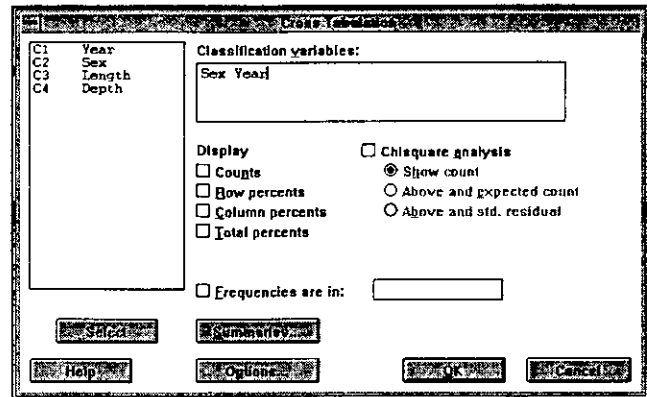 Cross Tabulation
C1 Year
C2 Sex
C3 Length
C4 Depth
Classification variables:
Sex Year
Display
Counts
Row percents
Column percents
Total percents
Chisquare analysis
Show count
Above and expected count
Above and std. residual
Frequencies are in:
Select
Summaries...
Help
Options...
OK
Cancel